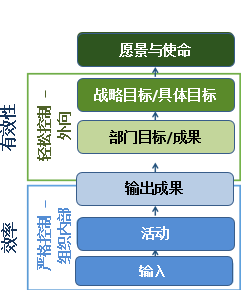 愿景与使命
战略目标/具体目标
部门目标/成果
输出成果
活动
输入
有效性
轻松控制 –
外向
效率
严格控制 –
组织内部